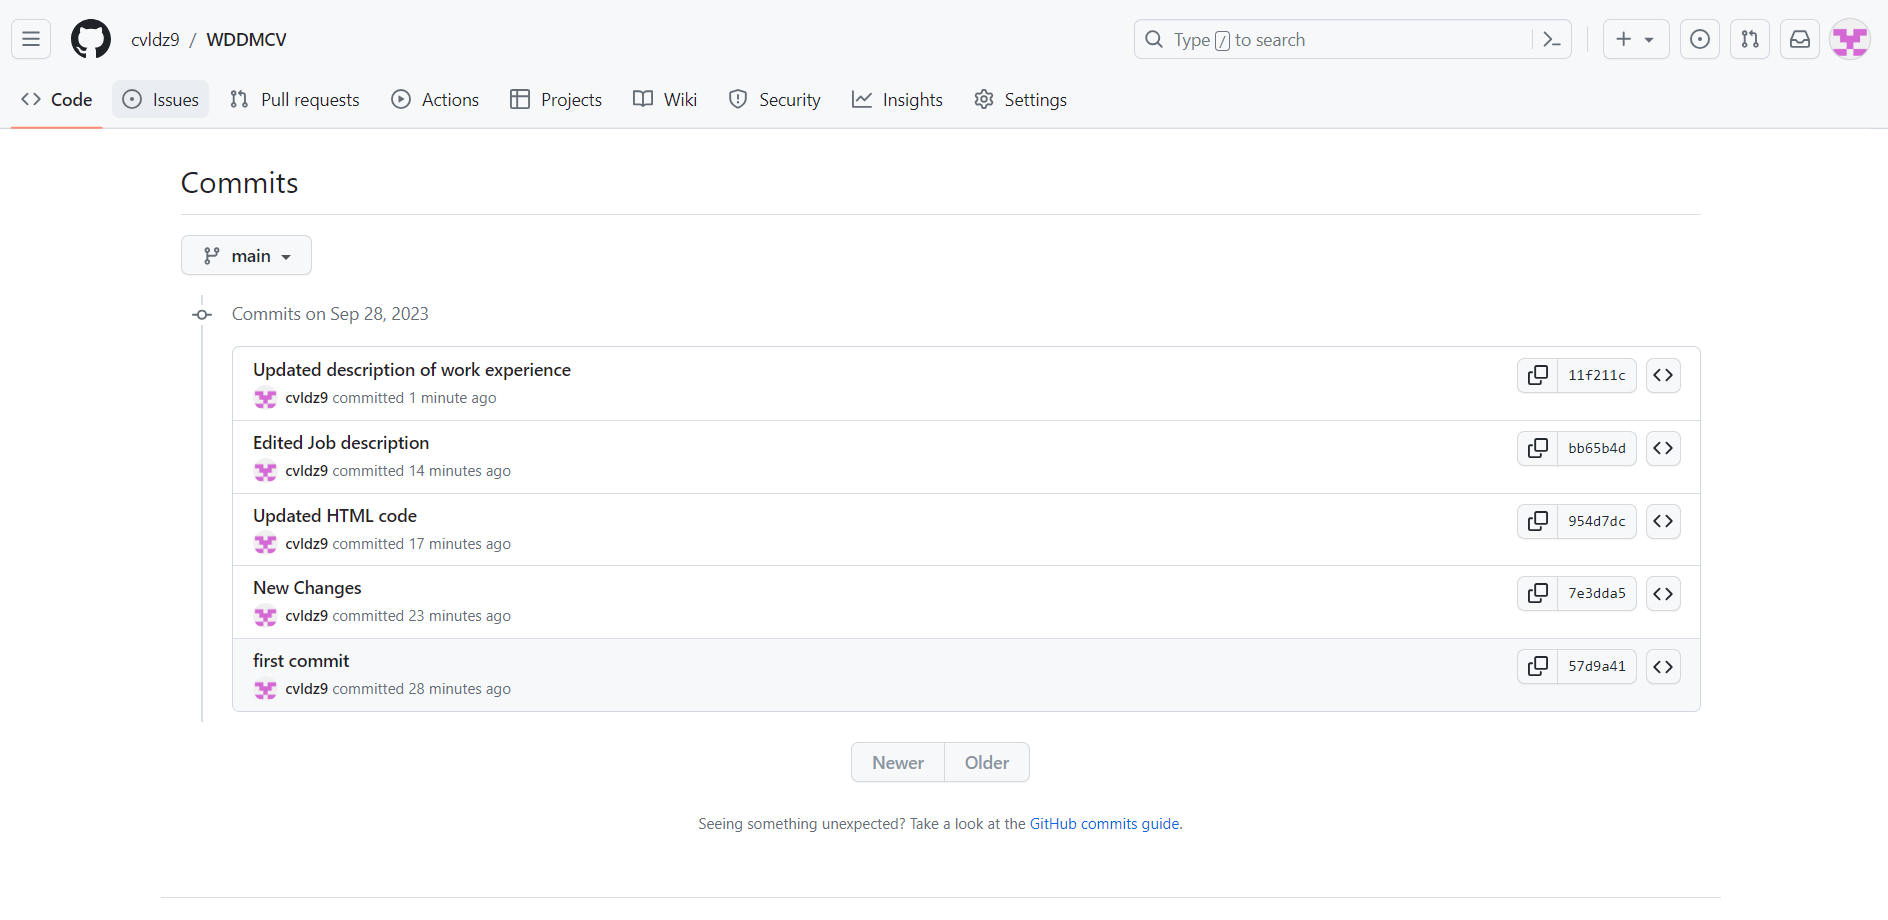 cvldz9 / WDDMCV
Type / to search
Code Issues Pull requests Actions Projects Wiki Security Insights Settings
Commits
main
Commits on Sep 28, 2023
Updated description of work experience
11f211c
cvldz9 committed 1 minute ago
Edited Job description
bb65b4d
cvldz9 committed 14 minutes ago
Updated HTML code
954d7dc
cvldz9 committed 17 minutes ago
New Changes
7e3dda5
cvldz9 committed 23 minutes ago
first commit
57d9a41
cvldz9 committed 28 minutes ago
Newer Older
Seeing something unexpected? Take a look at the GitHub commits guide.